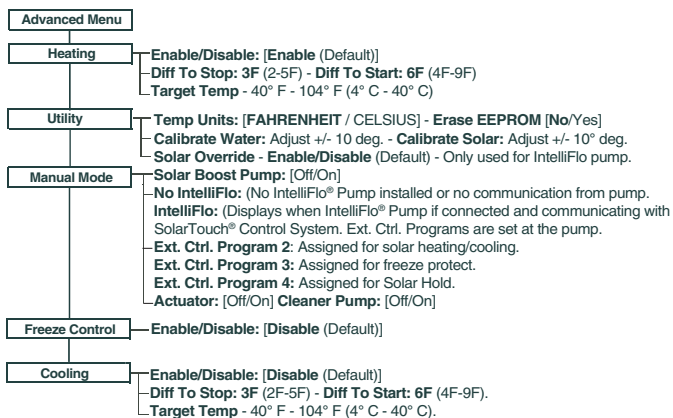 Advanced Menu
Heating
Enable/Disable: [Enable (Default)]
Diff To Stop: 3F (2-5F) - Diff To Start: 6F (4F-9F)
Target Temp - 40° F - 104° F (4° C - 40° C)
Utility
Temp Units: [FAHRENHEIT / CELSIUS] - Erase EEPROM [No/Yes]
Calibrate Water: Adjust +/- 10 deg. - Calibrate Solar: Adjust +/- 10° deg.
Solar Override - Enable/Disable (Default) - Only used for IntelliFlo pump.
Manual Mode
Solar Boost Pump: [Off/On]
No IntelliFlo: (No IntelliFlo® Pump installed or no communication from pump.
IntelliFlo: (Displays when IntelliFlo® Pump if connected and communicating with
SolarTouch® Control System. Ext. Ctrl. Programs are set at the pump.
Ext. Ctrl. Program 2: Assigned for solar heating/cooling.
Ext. Ctrl. Program 3: Assigned for freeze protect.
Ext. Ctrl. Program 4: Assigned for Solar Hold.
Actuator: [Off/On] Cleaner Pump: [Off/On]
Freeze Control
Enable/Disable: [Disable (Default)]
Cooling
Enable/Disable: [Disable (Default)]
Diff To Stop: 3F (2F-5F) - Diff To Start: 6F (4F-9F).
Target Temp - 40° F - 104° F (4° C - 40° C).